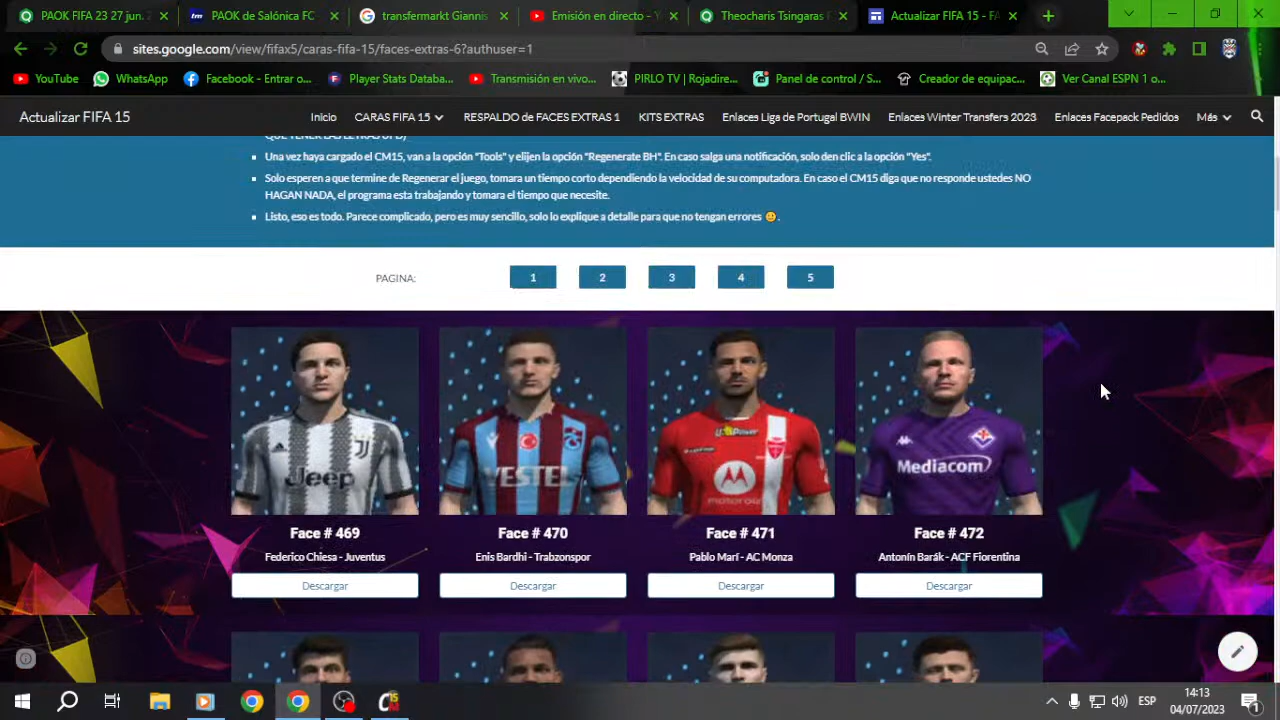 PAOK FIFA 23 27 jun. 2
PAOK de Salónica FC
transfermarkt Giannis
Emisión en directo - Yo
Theocharis Tsingaras F
Actualizar FIFA 15 - FA
sites.google.com/view/fifax5/caras-fifa-15/faces-extras-6?authuser=1
YouTube
WhatsApp
Facebook - Entrar o...
Player Stats Databa...
Transmisión en vivo...
PIRLO TV | Rojadire...
Panel de control / S...
Creador de equipac...
Ver Canal ESPN 1 o...
Actualizar FIFA 15
Inicio
CARAS FIFA 15
RESPALDO de FACES EXTRAS 1
KITS EXTRAS
Enlaces Liga de Portugal BWIN
Enlaces Winter Transfers 2023
Enlaces Facepack Pedidos
Más
Una vez haya cargado el CM15, van a la opción "Tools" y elijen la opción "Regenerate BH". En caso salga una notificación, solo den clic a la opción "Yes".
Solo esperen a que termine de Regenerar el juego, tomara un tiempo corto dependiendo la velocidad de su computadora. En caso el CM15 diga que no responde ustedes NO
HAGAN NADA, el programa esta trabajando y tomara el tiempo que necesite.
Listo, eso es todo. Parece complicado, pero es muy sencillo, solo lo explique a detalle para que no tengan errores 🙂.
PAGINA:
1
2
3
4
5
Jeep
VESTEL
Mediacom
Face # 469
Face # 470
Face # 471
Face # 472
Federico Chiesa - Juventus
Enis Bardhi - Trabzonspor
Pablo Marí - AC Monza
Antonín Barák - ACF Fiorentina
Descargar
Descargar
Descargar
Descargar
ESP
14:13
04/07/2023